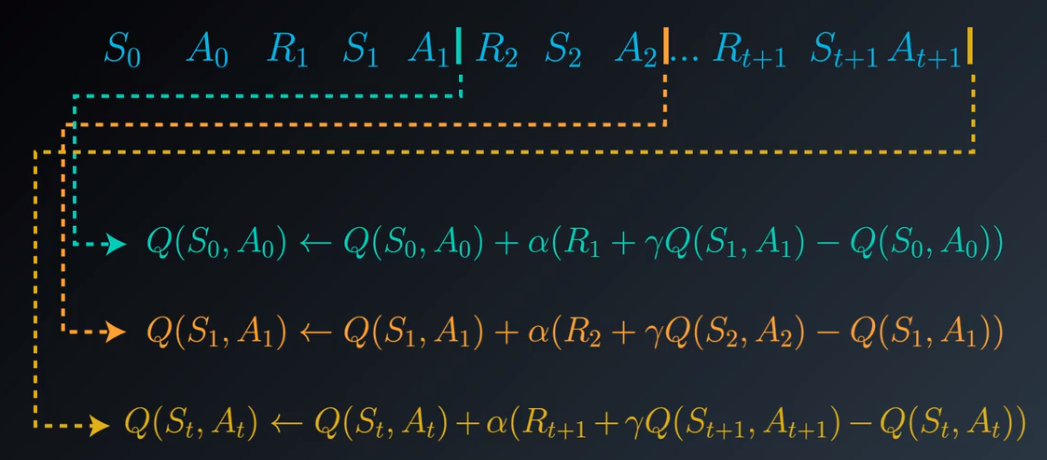 S₀ A₀ R₁ S₁ A₁ R₂ S₂ A₂ ... Rₜ₊₁ Sₜ₊₁ Aₜ₊₁
Q(S₀, A₀) ← Q(S₀, A₀) + α(R₁ + γQ(S₁, A₁) − Q(S₀, A₀))
Q(S₁, A₁) ← Q(S₁, A₁) + α(R₂ + γQ(S₂, A₂) − Q(S₁, A₁))
Q(Sₜ, Aₜ) ← Q(Sₜ, Aₜ) + α(Rₜ₊₁ + γQ(Sₜ₊₁, Aₜ₊₁) − Q(Sₜ, Aₜ))